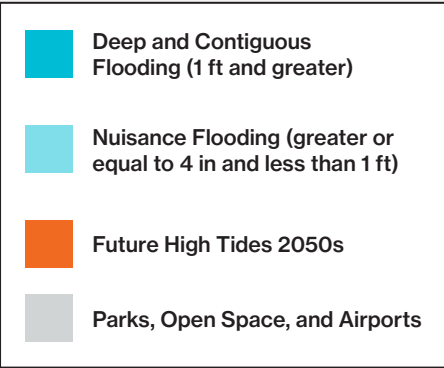 Deep and Contiguous
Flooding (1 ft and greater)
Nuisance Flooding (greater or
equal to 4 in and less than 1 ft)
Future High Tides 2050s
Parks, Open Space, and Airports